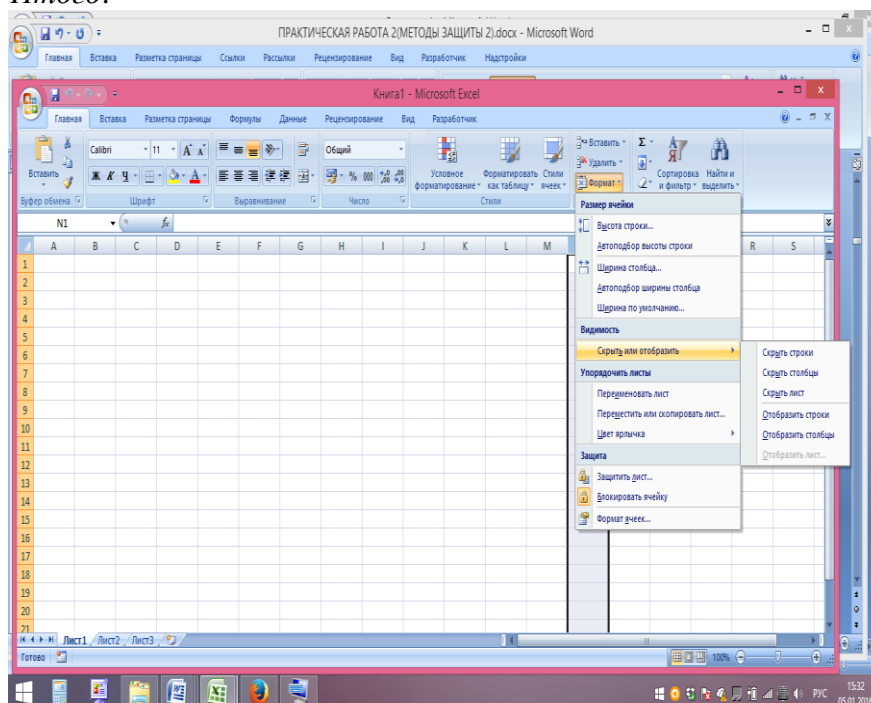 Итого:
ПРАКТИЧЕСКАЯ РАБОТА 2(МЕТОДЫ ЗАЩИТЫ 2).docx - Microsoft Word
Главная Вставка Разметка страницы Ссылки Рассылки Рецензирование Вид Разработчик Надстройки
Книга1 - Microsoft Excel
Главная Вставка Разметка страницы Формулы Данные Рецензирование Вид Разработчик
Вставить
Calibri 11
Ж К Ч
Общий
% 000
Условное форматирование
Форматировать как таблицу
Стили ячеек
Вставить
Удалить
Формат
Сортировка и фильтр
Найти и выделить
Буфер обмена Шрифт Выравнивание Число Стили
N1 fx
A B C D E F G H I J K L M R S
1
2
3
4
5
6
7
8
9
10
11
12
13
14
15
16
17
18
19
20
21
Размер ячейки
Высота строки...
Автоподбор высоты строки
Ширина столбца...
Автоподбор ширины столбца
Ширина по умолчанию...
Видимость
Скрыть или отобразить
Упорядочить листы
Переименовать лист
Переместить или скопировать лист...
Цвет ярлычка
Защита
Защитить лист...
Блокировать ячейку
Формат ячеек...
Скрыть строки
Скрыть столбцы
Скрыть лист
Отобразить строки
Отобразить столбцы
Отобразить лист...
Лист1 Лист2 Лист3
Готово 100%
РУС
15:32